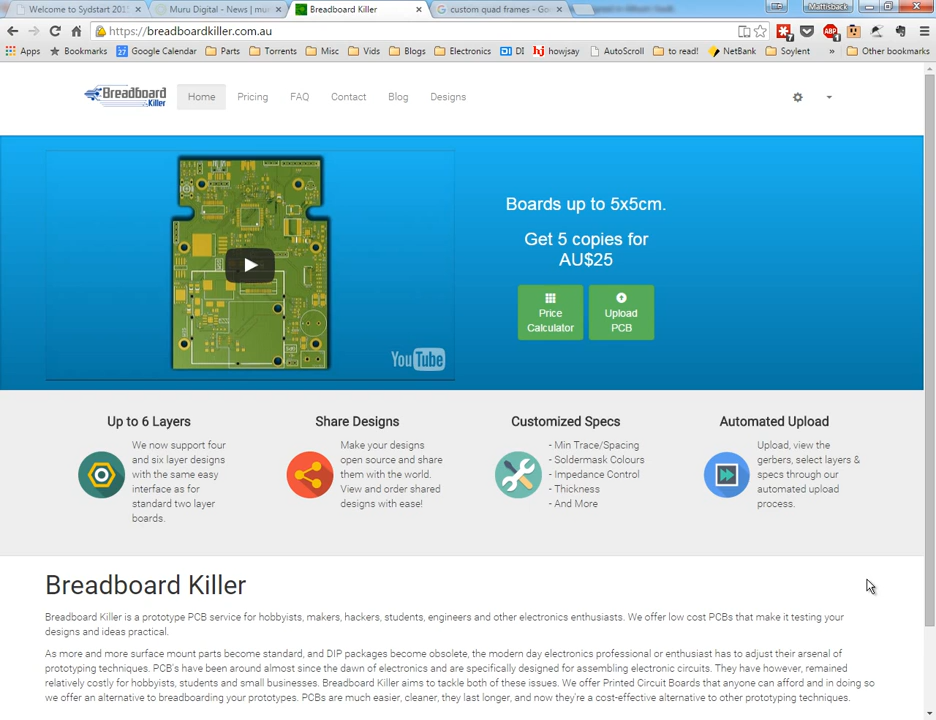 Welcome to Sydstart 2015
Muru Digital - News | muru
Breadboard Killer
custom quad frames - Go
Mattisback
https://breadboardkiller.com.au
Apps
Bookmarks
Google Calendar
Parts
Torrents
Misc
Vids
Blogs
Electronics
DI
howjsay
AutoScroll
to read!
NetBank
Soylent
»
Other bookmarks
Breadboard
Killer
Home
Pricing
FAQ
Contact
Blog
Designs
YouTube
Boards up to 5x5cm.
Get 5 copies for
AU$25
Price
Calculator
Upload
PCB
Up to 6 Layers
We now support four
and six layer designs
with the same easy
interface as for
standard two layer
boards.
Share Designs
Make your designs
open source and share
them with the world.
View and order shared
designs with ease!
Customized Specs
- Min Trace/Spacing
- Soldermask Colours
- Impedance Control
- Thickness
- And More
Automated Upload
Upload, view the
gerbers, select layers &
specs through our
automated upload
process.
Breadboard Killer
Breadboard Killer is a prototype PCB service for hobbyists, makers, hackers, students, engineers and other electronics enthusiasts. We offer low cost PCBs that make it testing your
designs and ideas practical.
As more and more surface mount parts become standard, and DIP packages become obsolete, the modern day electronics professional or enthusiast has to adjust their arsenal of
prototyping techniques. PCB's have been around almost since the dawn of electronics and are specifically designed for assembling electronic circuits. They have however, remained
relatively costly for hobbyists, students and small businesses. Breadboard Killer aims to tackle both of these issues. We offer Printed Circuit Boards that anyone can afford and in doing so
we offer an alternative to breadboarding your prototypes. PCBs are much easier, cleaner, they last longer, and now they're a cost-effective alternative to other prototyping techniques.